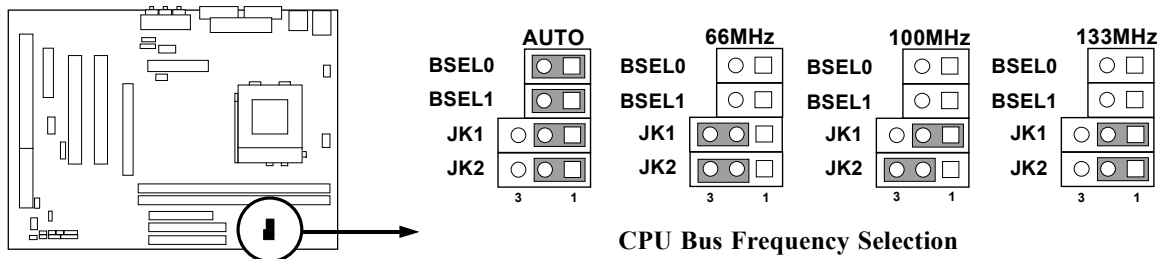 AUTO 66MHz 100MHz 133MHz
BSEL0 BSEL0 BSEL0 BSEL0
BSEL1 BSEL1 BSEL1 BSEL1
JK1 JK1 JK1 JK1
JK2 JK2 JK2 JK2
3 1 3 1 3 1 3 1
CPU Bus Frequency Selection